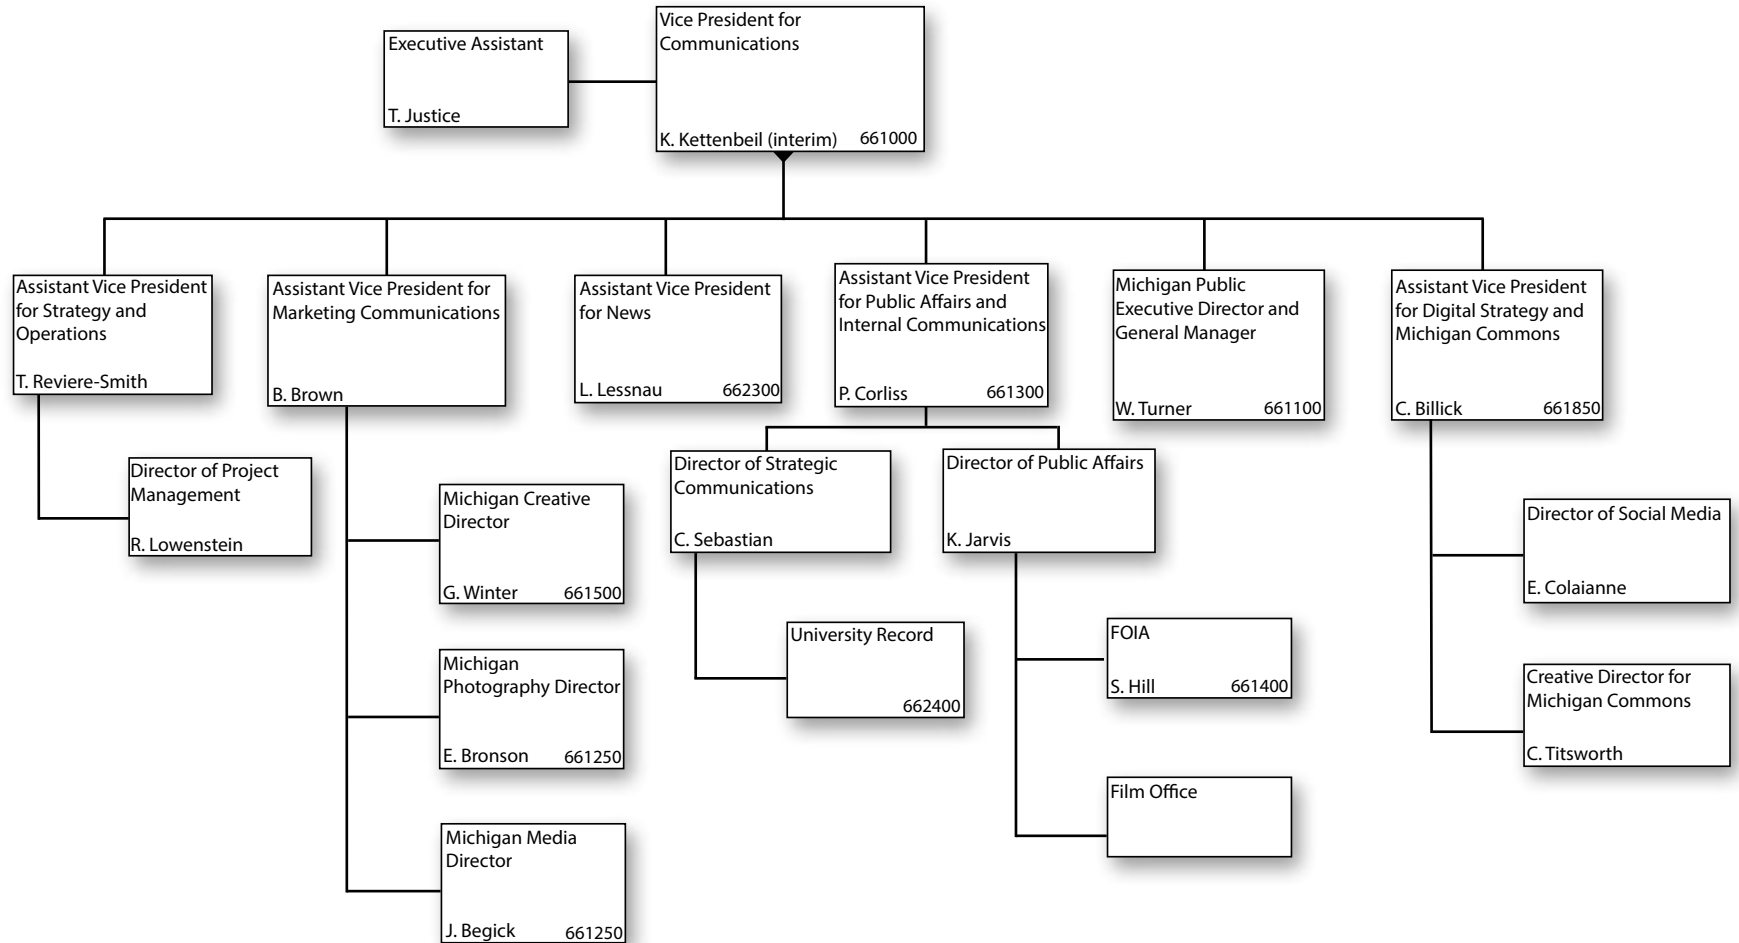 Executive Assistant
T. Justice
Vice President for
Communications
K. Kettenbeil (interim) 661000
Assistant Vice President
for Strategy and
Operations
T. Reviere-Smith
Assistant Vice President for
Marketing Communications
B. Brown
Assistant Vice President
for News
L. Lessnau 662300
Assistant Vice President
for Public Affairs and
Internal Communications
P. Corliss 661300
Michigan Public
Executive Director and
General Manager
W. Turner 661100
Assistant Vice President
for Digital Strategy and
Michigan Commons
C. Billick 661850
Director of Project
Management
R. Lowenstein
Michigan Creative
Director
G. Winter 661500
Michigan
Photography Director
E. Bronson 661250
Michigan Media
Director
J. Begick 661250
Director of Strategic
Communications
C. Sebastian
University Record
662400
Director of Public Affairs
K. Jarvis
FOIA
S. Hill 661400
Film Office
Director of Social Media
E. Colaianne
Creative Director for
Michigan Commons
C. Titsworth